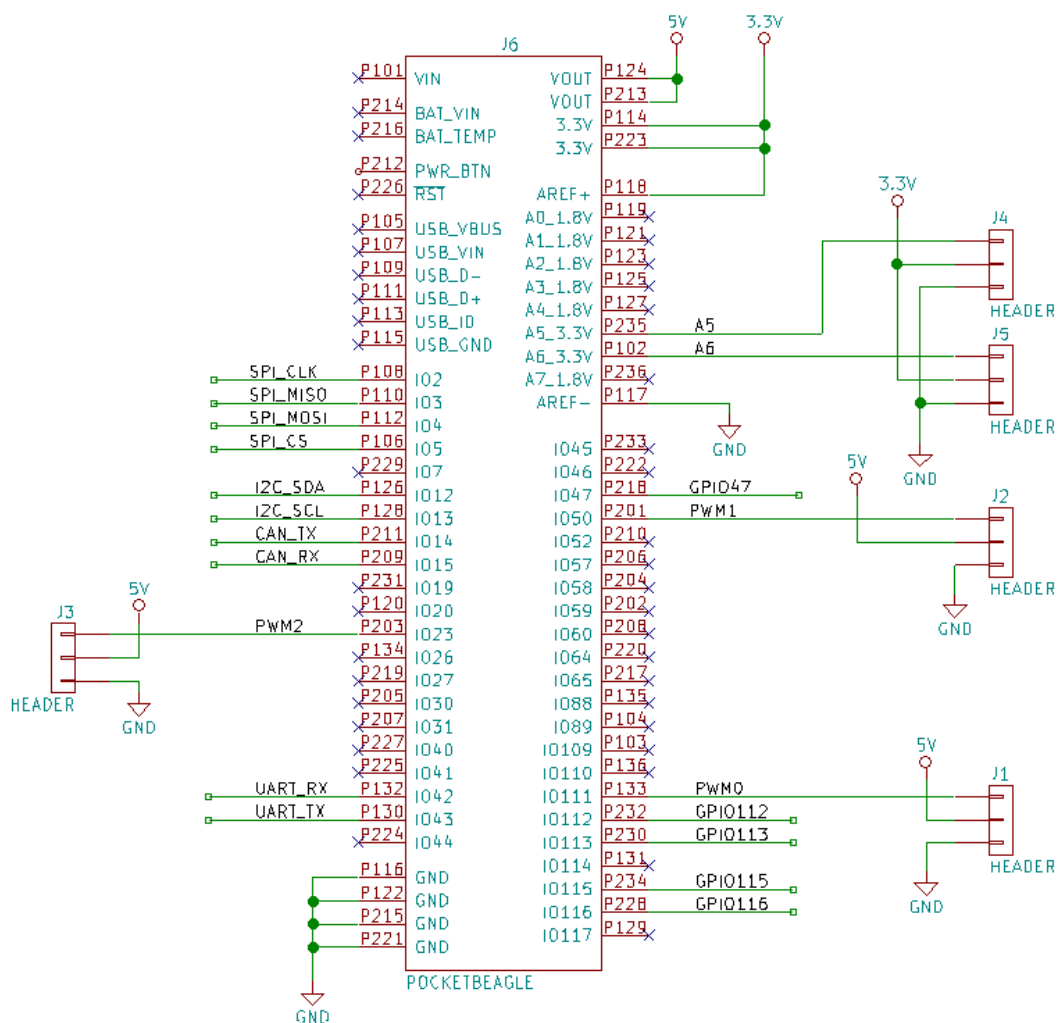 5V
3.3V
J6
P101 VIN
P214 BAT_VIN
P216 BAT_TEMP
P212 PWR_BTN
P226 RST
P105 USB_VBUS
P107 USB_VIN
P109 USB_D-
P111 USB_D+
P113 USB_ID
P115 USB_GND
SPI_CLK P108 IO2
SPI_MISO P110 IO3
SPI_MOSI P112 IO4
SPI_CS P106 IO5
P229 IO7
I2C_SDA P126 IO12
I2C_SCL P128 IO13
CAN_TX P211 IO14
CAN_RX P209 IO15
P231 IO19
P120 IO20
PWM2 P203 IO23
P134 IO26
P219 IO27
P205 IO30
P207 IO31
P227 IO40
P225 IO41
UART_RX P132 IO42
UART_TX P130 IO43
P224 IO44
P116 GND
P122 GND
P215 GND
P221 GND
GND
POCKETBEAGLE
VOUT P124
VOUT P213
3.3V P114
3.3V P223
AREF+ P118
A0_1.8V P119
A1_1.8V P121
A2_1.8V P123
A3_1.8V P125
A4_1.8V P127
A5_3.3V P235 A5
A6_3.3V P102 A6
A7_1.8V P236
AREF- P117
GND
IO45 P233
IO46 P222
IO47 P218 GPIO47
IO50 P201 PWM1
IO52 P210
IO57 P206
IO58 P204
IO59 P202
IO60 P208
IO64 P220
IO65 P217
IO88 P135
IO89 P104
IO109 P103
IO110 P136
IO111 P133 PWM0
IO112 P232 GPIO112
IO113 P230 GPIO113
IO114 P131
IO115 P234 GPIO115
IO116 P228 GPIO116
IO117 P129
J3
5V
HEADER
GND
3.3V
J4
HEADER
J5
HEADER
GND
5V
J2
HEADER
GND
5V
J1
HEADER
GND